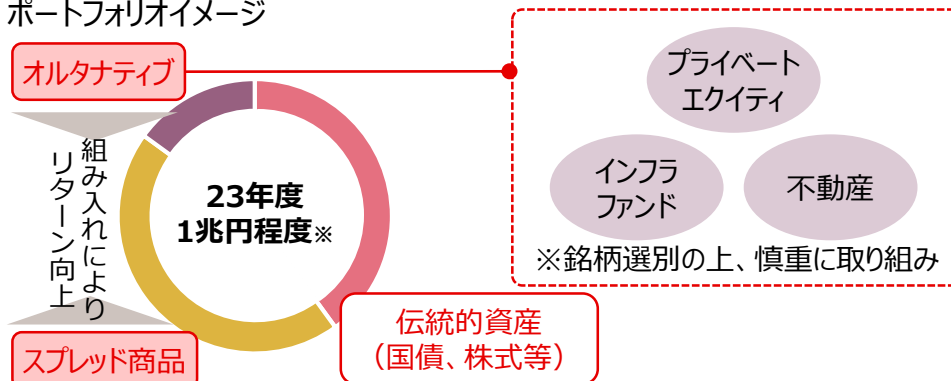 ポートフォリオイメージ
オルタナティブ
組み入れにより
リターン向上
スプレッド商品
23年度
1兆円程度※
伝統的資産
（国債、株式等）
プライベート
エクイティ
インフラ
ファンド
不動産
※銘柄選別の上、慎重に取り組み